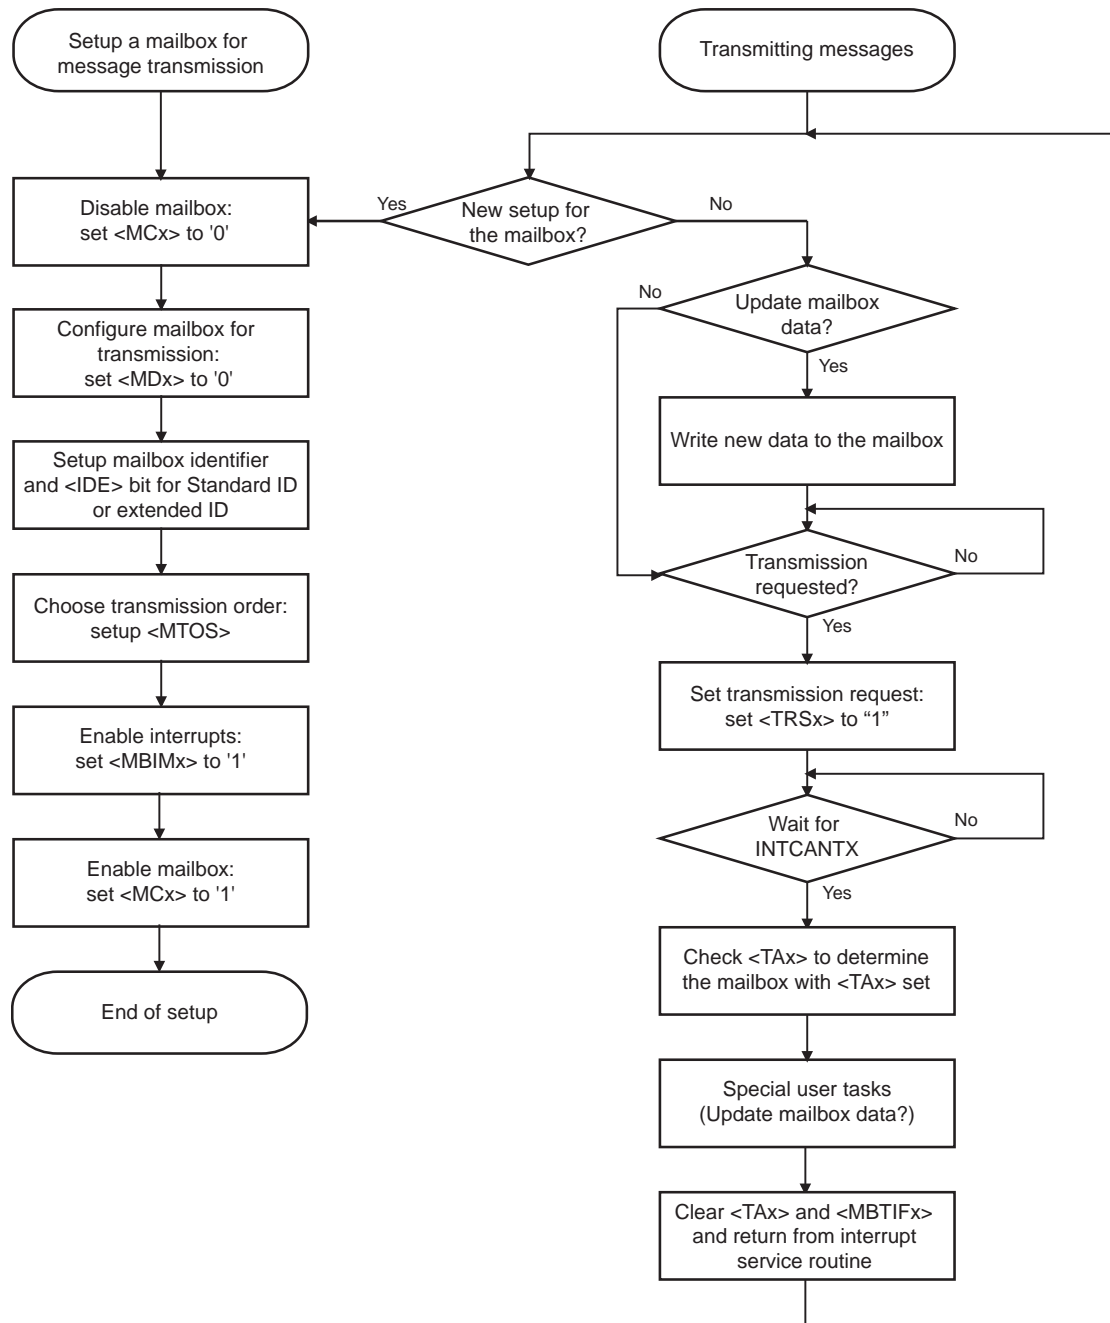 Setup a mailbox for
message transmission
Disable mailbox:
set <MCx> to '0'
Configure mailbox for
transmission:
set <MDx> to '0'
Setup mailbox identifier
and <IDE> bit for Standard ID
or extended ID
Choose transmission order:
setup <MTOS>
Enable interrupts:
set <MBIMx> to '1'
Enable mailbox:
set <MCx> to '1'
End of setup
Transmitting messages
Yes
New setup for
the mailbox?
No
No
Update mailbox
data?
Yes
Write new data to the mailbox
Transmission
requested?
No
Yes
Set transmission request:
set <TRSx> to “1”
Wait for
INTCANTX
No
Yes
Check <TAx> to determine
the mailbox with <TAx> set
Special user tasks
(Update mailbox data?)
Clear <TAx> and <MBTIFx>
and return from interrupt
service routine